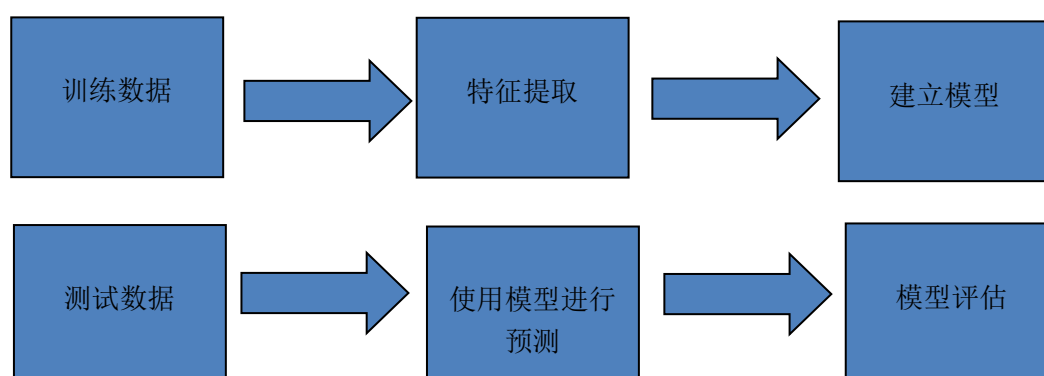 训练数据
特征提取
建立模型
测试数据
使用模型进行
预测
模型评估